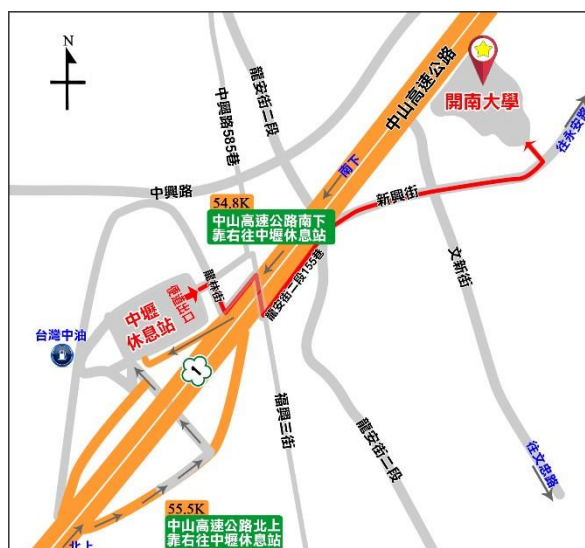 N
中興路585巷
龍安街二段
中山高速公路
開南大學
往永安路
南下
中興路
新興街
54.8K
中山高速公路南下
靠右往中壢休息站
文新街
龍林街
便道出口
中壢
休息站
龍安街二段155巷
台灣中油
1
福興三街
龍安街二段
往文忠路
55.5K
中山高速公路北上
靠右往中壢休息站
北上